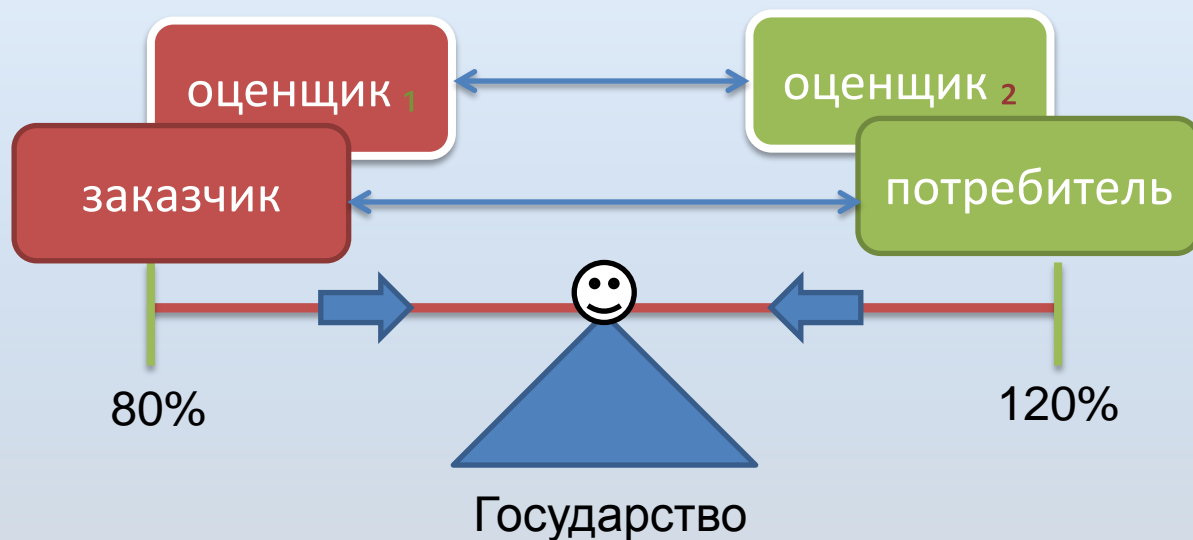 оценщик 1
оценщик 2
заказчик
потребитель
80%
120%
Государство